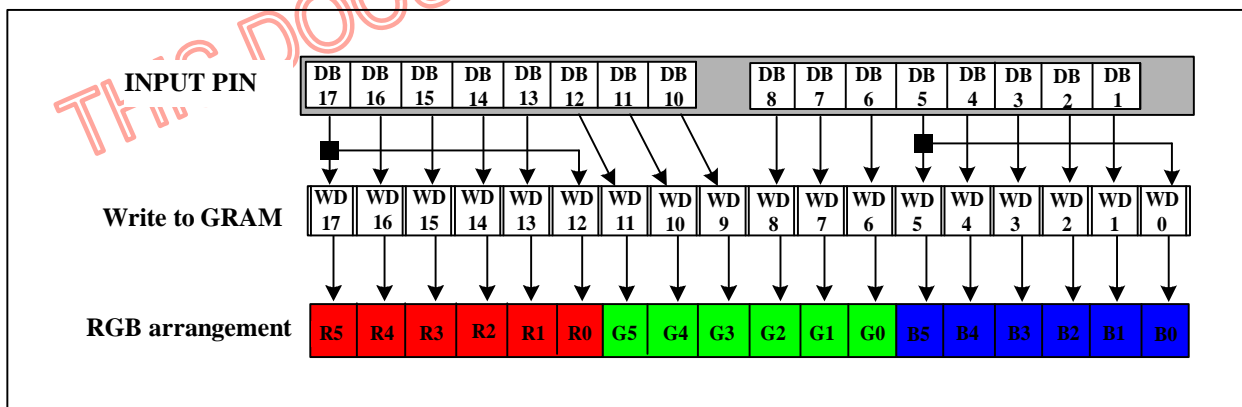 THIS DOCU
INPUT PIN
DB 17 DB 16 DB 15 DB 14 DB 13 DB 12 DB 11 DB 10 DB 8 DB 7 DB 6 DB 5 DB 4 DB 3 DB 2 DB 1
Write to GRAM
WD 17 WD 16 WD 15 WD 14 WD 13 WD 12 WD 11 WD 10 WD 9 WD 8 WD 7 WD 6 WD 5 WD 4 WD 3 WD 2 WD 1 WD 0
RGB arrangement
R5 R4 R3 R2 R1 R0 G5 G4 G3 G2 G1 G0 B5 B4 B3 B2 B1 B0